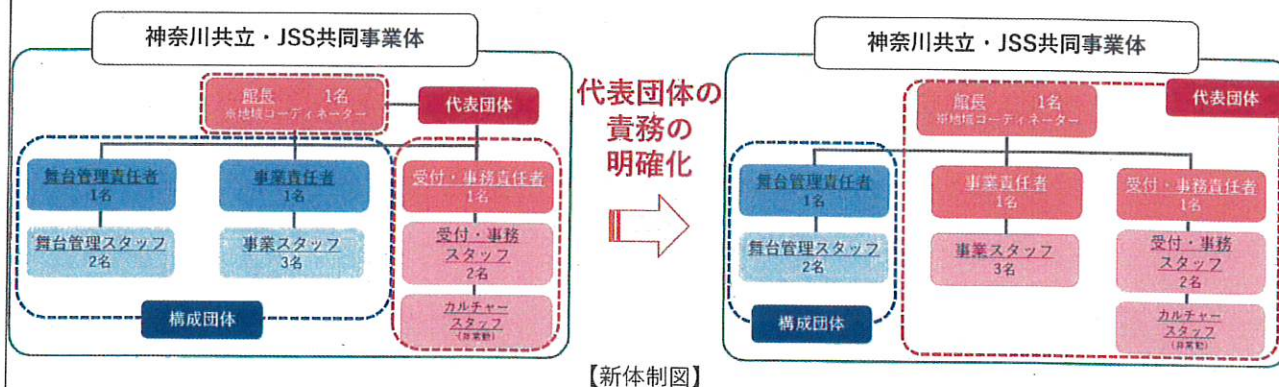 神奈川共立・JSS共同事業体
館長 1名
※地域コーディネーター
代表団体
舞台管理責任者
1名
事業責任者
1名
受付・事務責任者
1名
舞台管理スタッフ
2名
事業スタッフ
3名
受付・事務
スタッフ
2名
カルチャー
スタッフ
(非常勤)
構成団体
代表団体の
責務の
明確化
神奈川共立・JSS共同事業体
館長 1名
※地域コーディネーター
代表団体
舞台管理責任者
1名
事業責任者
1名
受付・事務責任者
1名
舞台管理スタッフ
2名
事業スタッフ
3名
受付・事務
スタッフ
2名
カルチャー
スタッフ
(非常勤)
構成団体
【新体制図】